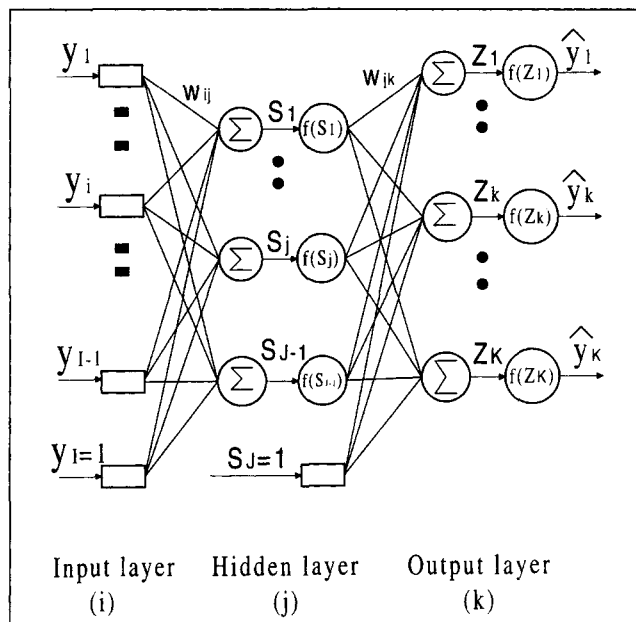 y1 wij S1 f(S1) wjk Σ Z1 f(Z1) ŷ1
Σ
yi Sj f(Sj) Σ Zk f(Zk) ŷk
Σ
yI-1 SJ-1 f(SJ-1) Σ ZK f(ZK) ŷK
Σ
yI=1 SJ=1
Input layer Hidden layer Output layer
(i) (j) (k)